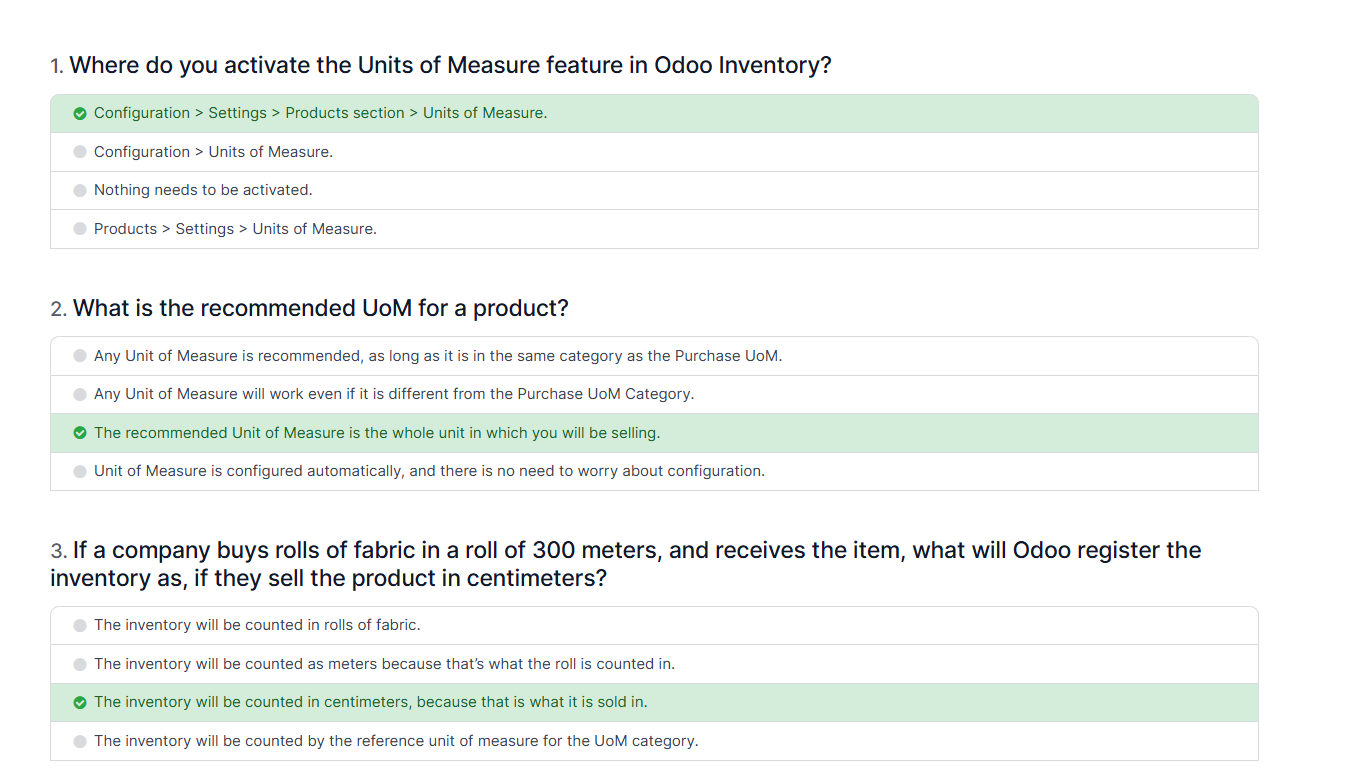 1. Where do you activate the Units of Measure feature in Odoo Inventory?
Configuration > Settings > Products section > Units of Measure.
Configuration > Units of Measure.
Nothing needs to be activated.
Products > Settings > Units of Measure.
2. What is the recommended UoM for a product?
Any Unit of Measure is recommended, as long as it is in the same category as the Purchase UoM.
Any Unit of Measure will work even if it is different from the Purchase UoM Category.
The recommended Unit of Measure is the whole unit in which you will be selling.
Unit of Measure is configured automatically, and there is no need to worry about configuration.
3. If a company buys rolls of fabric in a roll of 300 meters, and receives the item, what will Odoo register the
inventory as, if they sell the product in centimeters?
The inventory will be counted in rolls of fabric.
The inventory will be counted as meters because that’s what the roll is counted in.
The inventory will be counted in centimeters, because that is what it is sold in.
The inventory will be counted by the reference unit of measure for the UoM category.